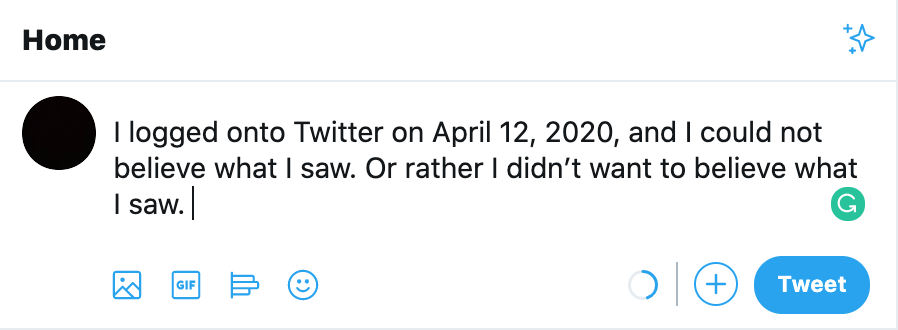 Home
I logged onto Twitter on April 12, 2020, and I could not
believe what I saw. Or rather I didn’t want to believe what
I saw.
GIF
Tweet